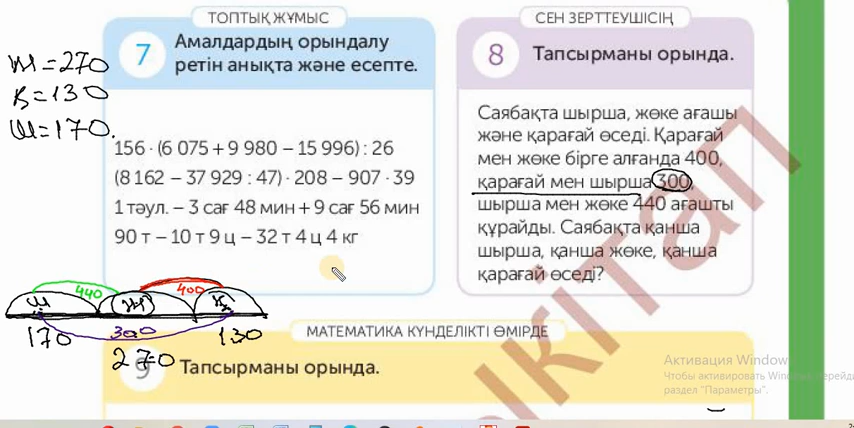 ТОПТЫҚ ЖҰМЫС
7 Амалдардың орындалу
ретін анықта және есепте.
156 · (6 075 + 9 980 – 15 996) : 26
(8 162 – 37 929 : 47) · 208 – 907 · 39
1 тәул. – 3 сағ 48 мин + 9 сағ 56 мин
90 т – 10 т 9 ц – 32 т 4 ц 4 кг
СЕН ЗЕРТТЕУШІСІҢ
8 Тапсырманы орында.
Саябақта шырша, жөке ағашы
және қарағай өседі. Қарағай
мен жөке бірге алғанда 400,
қарағай мен шырша 300,
шырша мен жөке 440 ағашты
құрайды. Саябақта қанша
шырша, қанша жөке, қанша
қарағай өседі?
Ж = 270
Қ = 130
Ш = 170.
440 400
Ш Ж Қ
170 300 130
270
МАТЕМАТИКА КҮНДЕЛІКТІ ӨМІРДЕ
9 Тапсырманы орында.
Активация Window
Чтобы активировать Win перейди
раздел "Параметры".